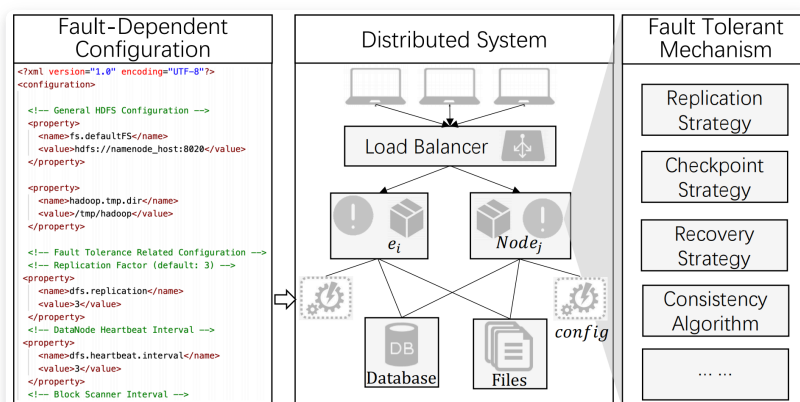 Fault-Dependent
Configuration
<?xml version="1.0" encoding="UTF-8"?>
<configuration>
<!-- General HDFS Configuration -->
<property>
<name>fs.defaultFS</name>
<value>hdfs://namenode_host:8020</value>
</property>
<property>
<name>hadoop.tmp.dir</name>
<value>/tmp/hadoop</value>
</property>
<!-- Fault Tolerance Related Configuration -->
<!-- Replication Factor (default: 3) -->
<property>
<name>dfs.replication</name>
<value>3</value>
</property>
<!-- DataNode Heartbeat Interval -->
<property>
<name>dfs.heartbeat.interval</name>
<value>3</value>
</property>
<!-- Block Scanner Interval -->
Distributed System
Load Balancer
e_i
Node_j
config
DB
Database
Files
Fault Tolerant
Mechanism
Replication
Strategy
Checkpoint
Strategy
Recovery
Strategy
Consistency
Algorithm
... ...